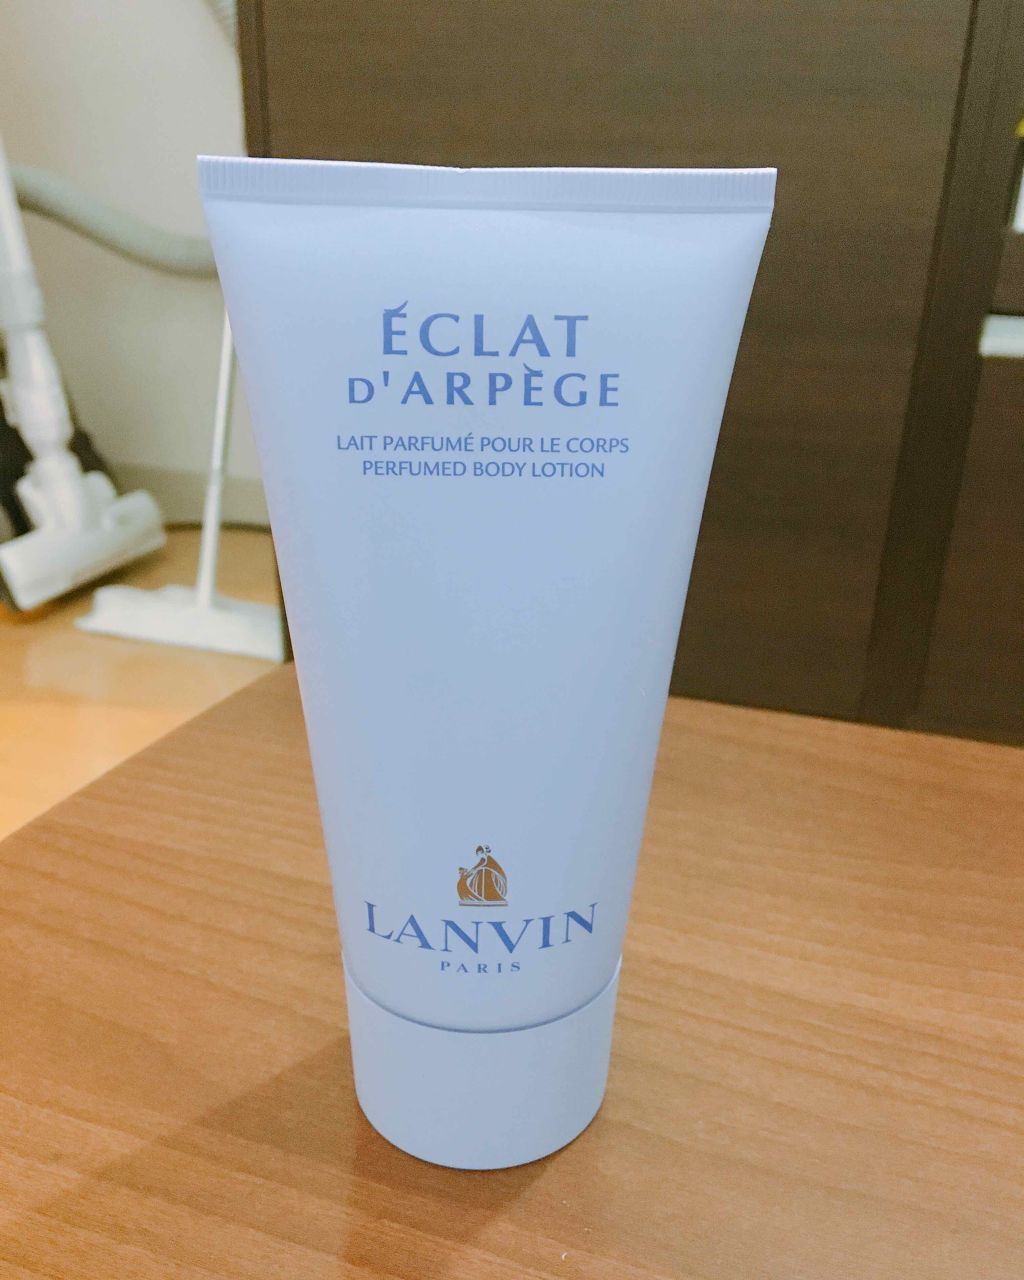 ÉCLAT
D'ARPÈGE
LAIT PARFUMÉ POUR LE CORPS
PERFUMED BODY LOTION
LANVIN
PARIS